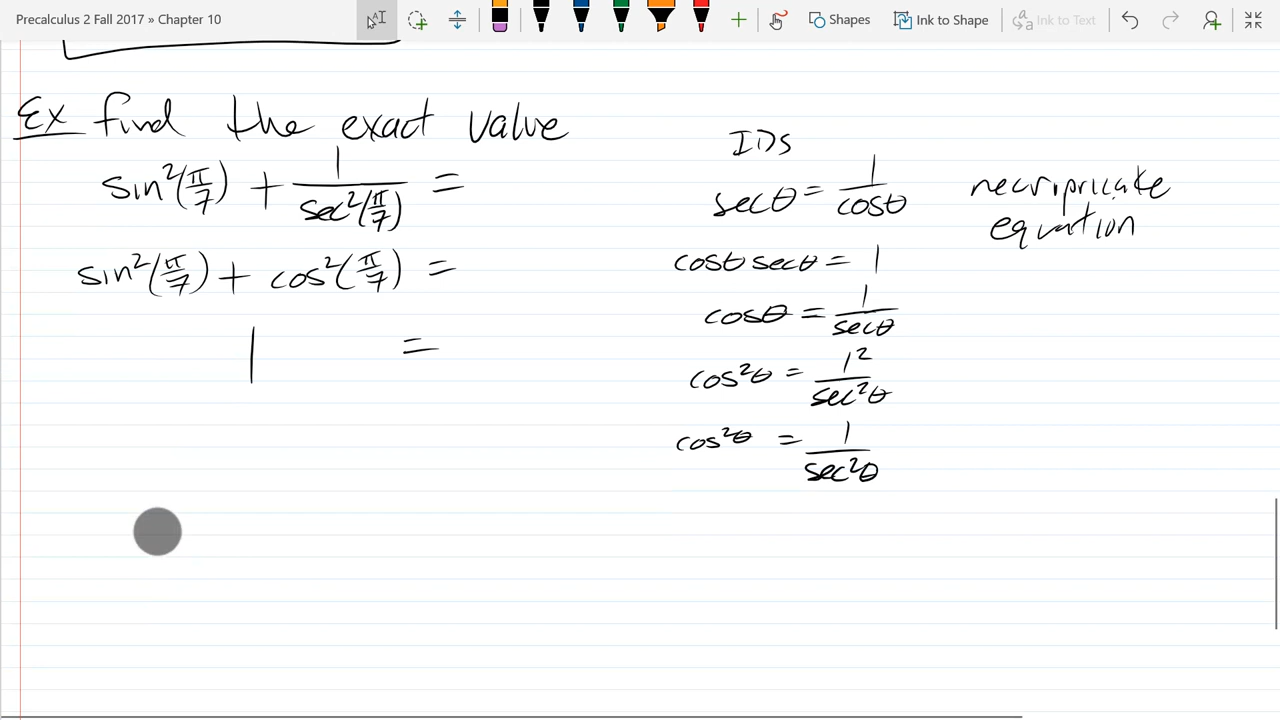 Precalculus 2 Fall 2017 » Chapter 10
Shapes
Ink to Shape
Ink to Text
Ex find the exact value
sin²(π/7) + 1/sec²(π/7) =
sin²(π/7) + cos²(π/7) =
1 =
IDs
secθ = 1/cosθ
cosθ secθ = 1
cosθ = 1/secθ
cos²θ = 1²/sec²θ
cos²θ = 1/sec²θ
equation